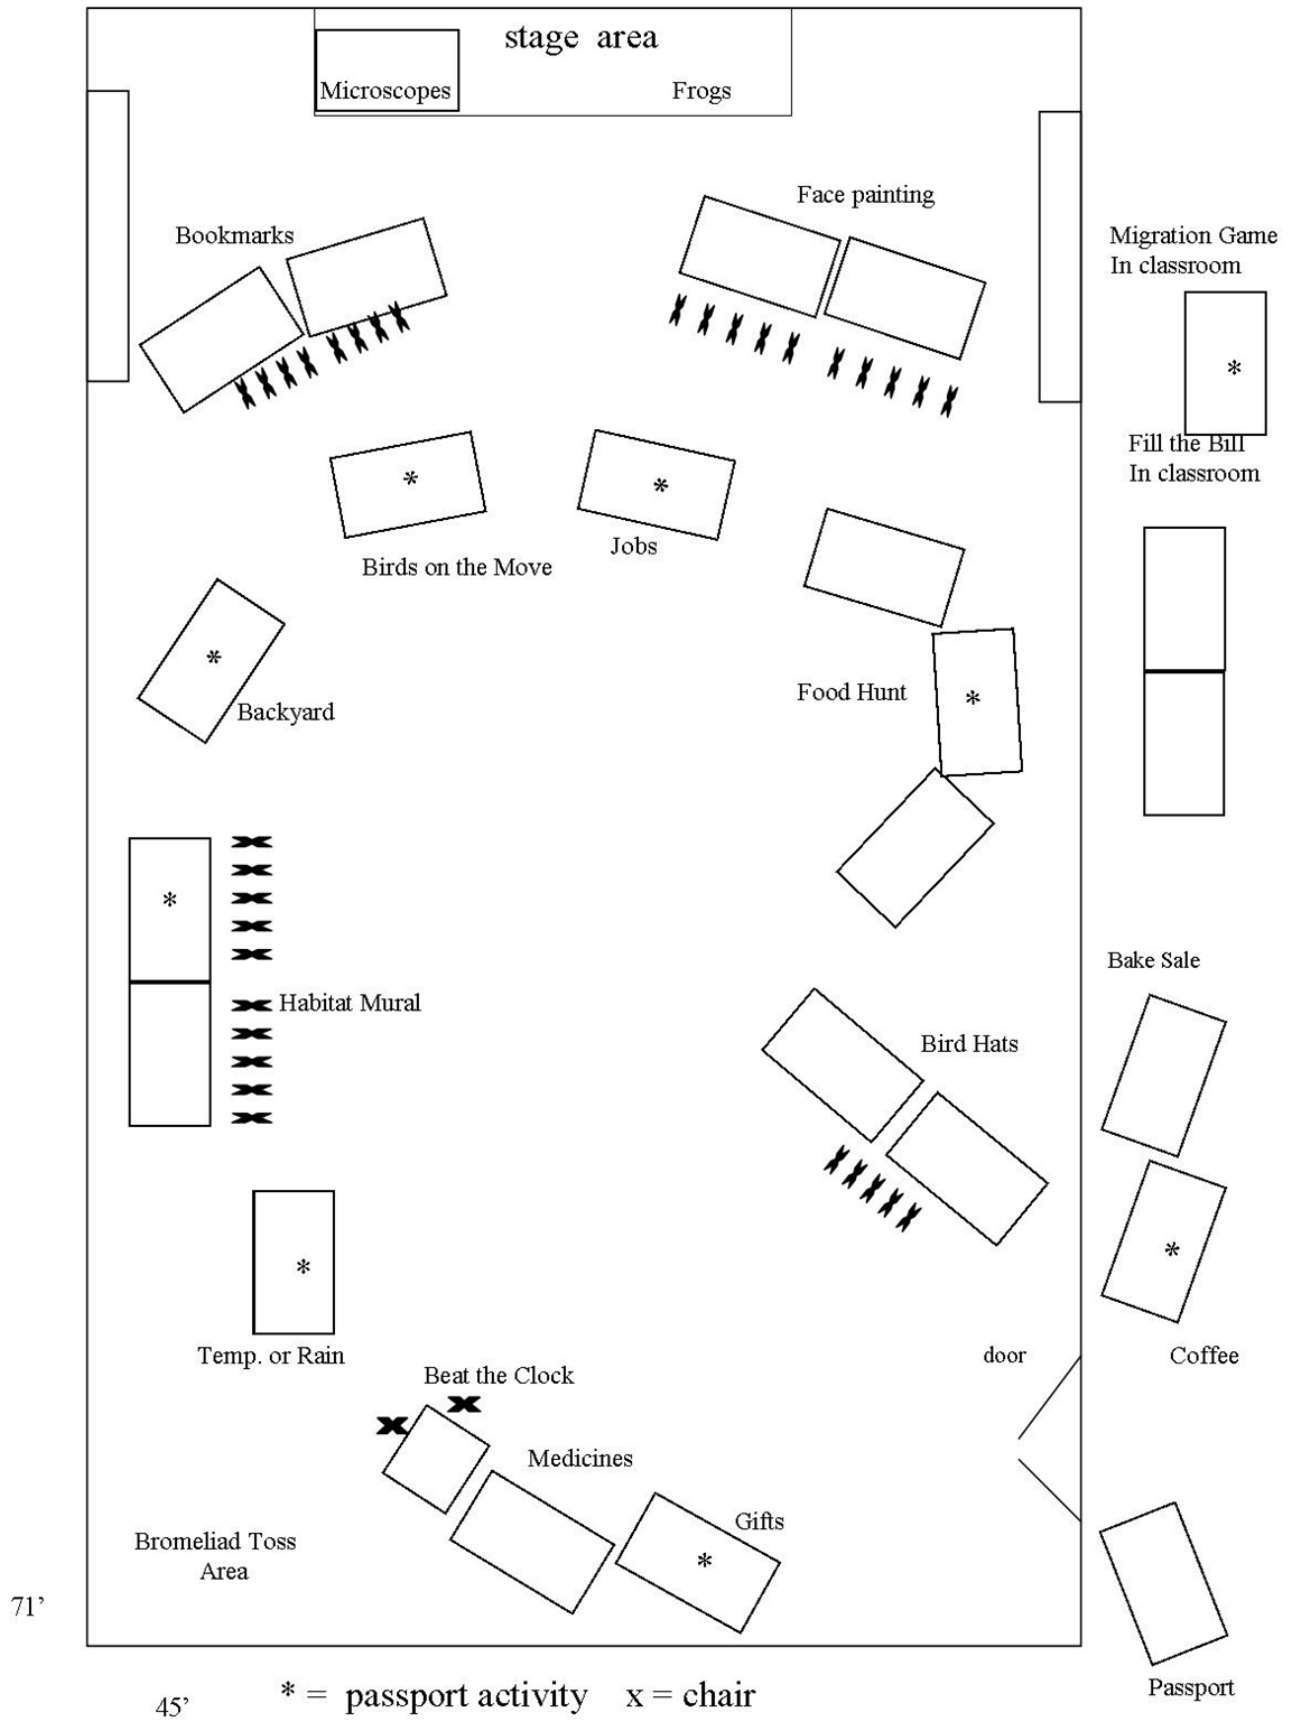 stage area
Microscopes
Frogs
Face painting
Bookmarks
Migration Game
In classroom
*
Fill the Bill
In classroom
*
*
Jobs
Birds on the Move
*
Backyard
Food Hunt
*
*
Bake Sale
Habitat Mural
Bird Hats
*
*
Temp. or Rain
door
Coffee
Beat the Clock
Medicines
Gifts
*
Bromeliad Toss
Area
71’
Passport
45’
* = passport activity x = chair